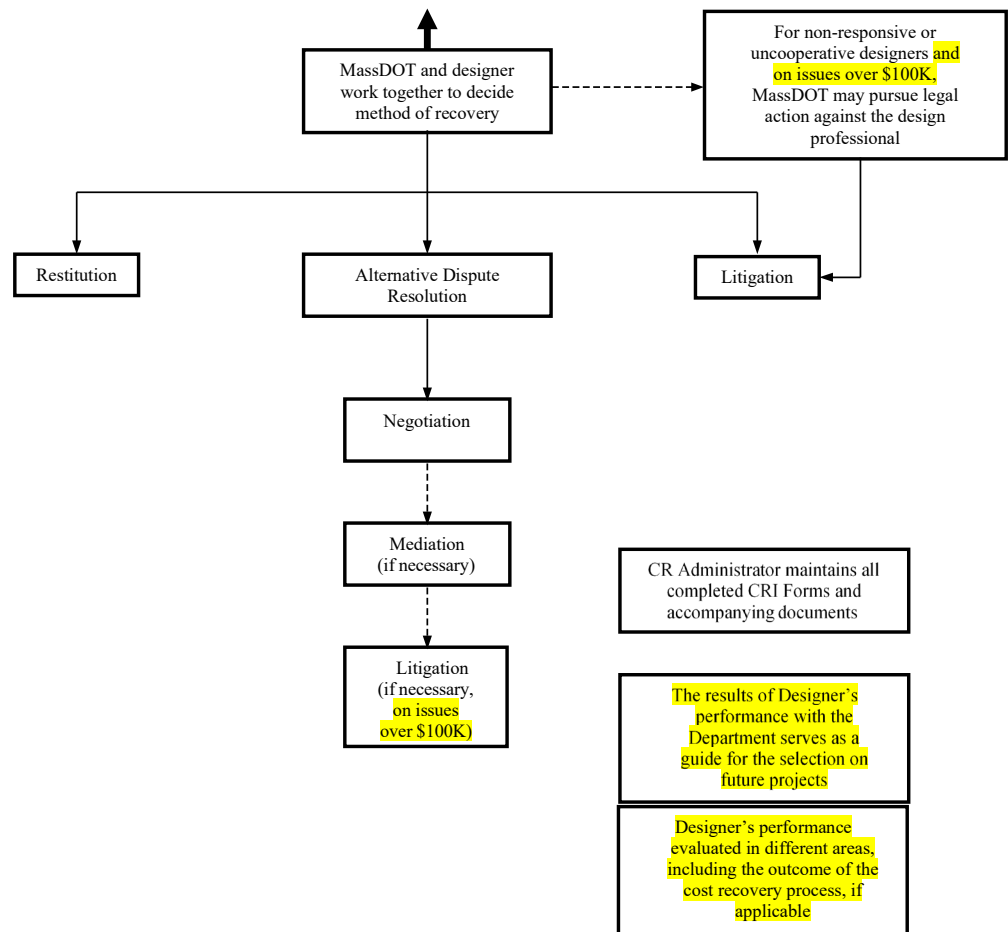 MassDOT and designer
work together to decide
method of recovery
For non-responsive or
uncooperative designers and
on issues over $100K,
MassDOT may pursue legal
action against the design
professional
Restitution
Alternative Dispute
Resolution
Litigation
Negotiation
Mediation
(if necessary)
Litigation
(if necessary,
on issues
over $100K)
CR Administrator maintains all
completed CRI Forms and
accompanying documents
The results of Designer’s
performance with the
Department serves as a
guide for the selection on
future projects
Designer’s performance
evaluated in different areas,
including the outcome of the
cost recovery process, if
applicable